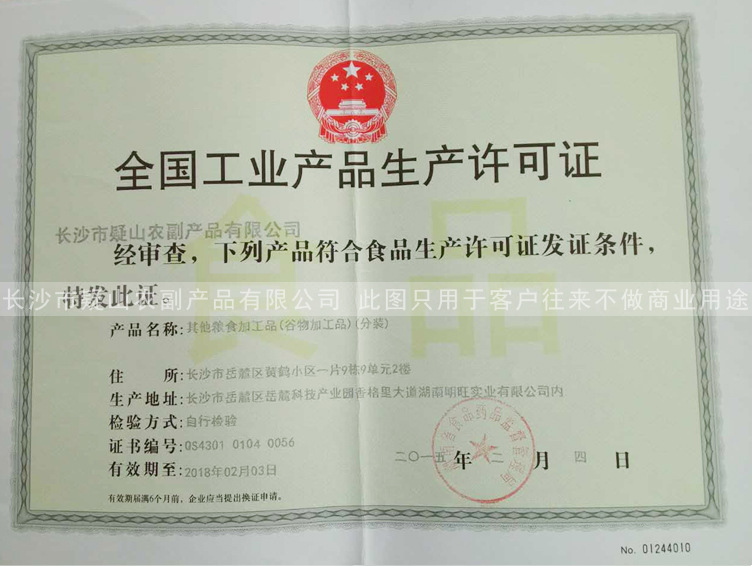 全国工业产品生产许可证
长沙市疑山农副产品有限公司
经审查，下列产品符合食品生产许可证发证条件，
特发此证。
长沙市疑山农副产品有限公司 此图只用于客户往来不做商业用途
食品
产品名称:其他粮食加工品(谷物加工品)(分装)
住 所:长沙市岳麓区黄鹤小区一片9栋9单元2楼
生产地址:长沙市岳麓区岳麓科技产业园香格里大道湖南明旺实业有限公司内
检验方式:自行检验
证书编号:QS4301 0104 0056
有效期至:2018年02月03日
二〇一五年 二 月 四 日
有效期届满6个月前，企业应当提出换证申请。
No. 01244010